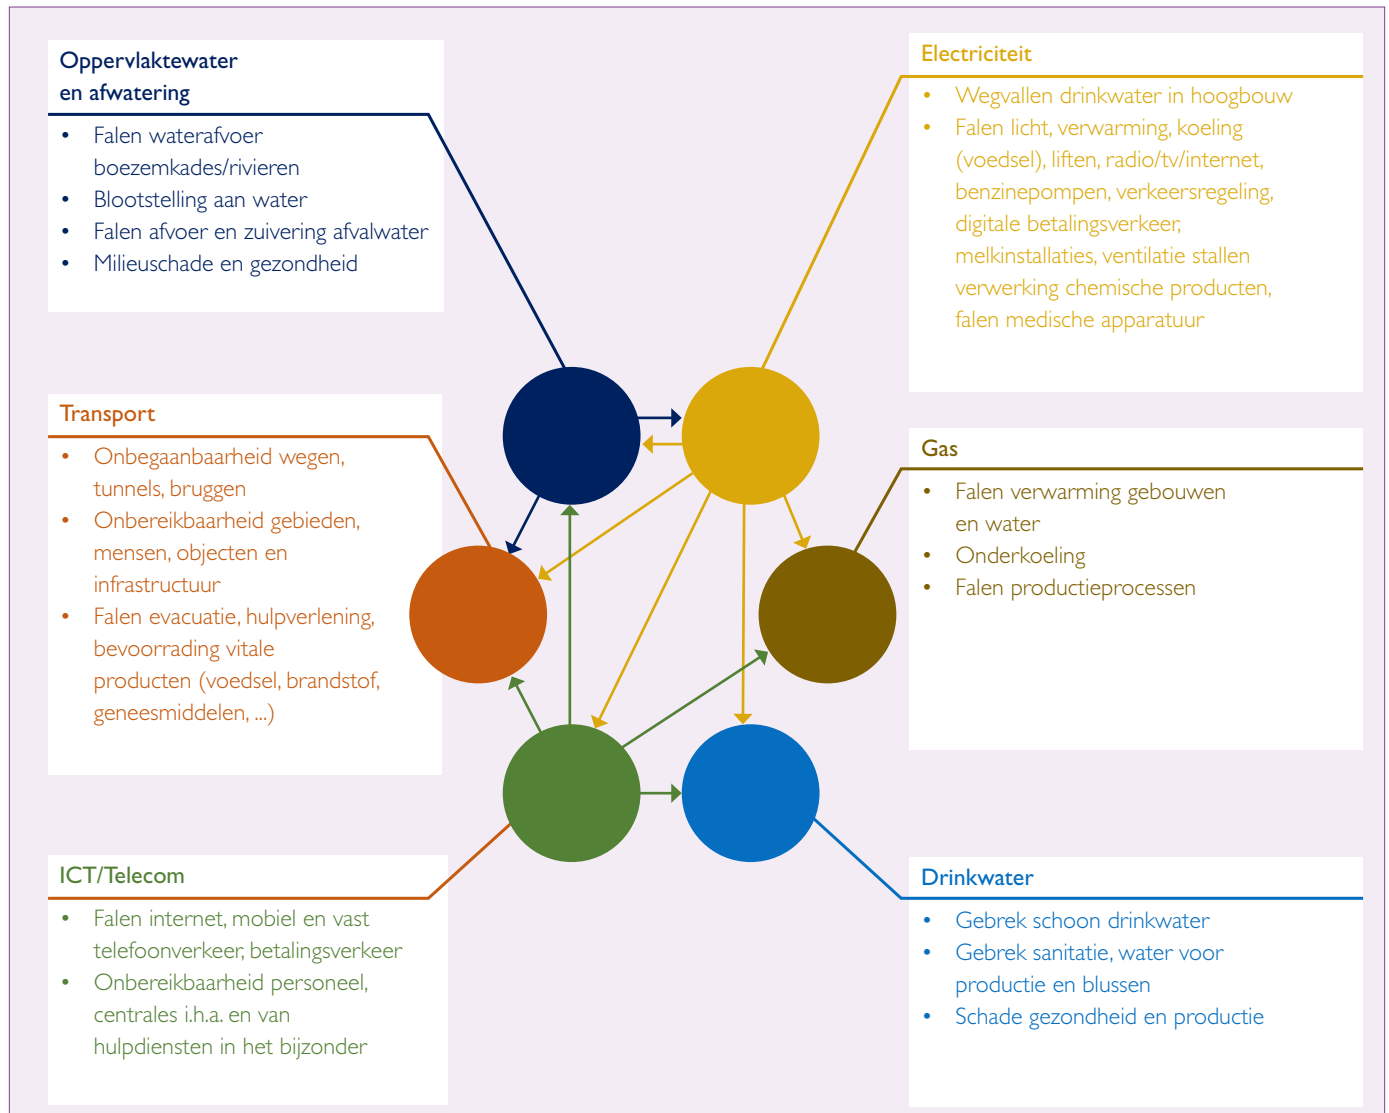 Oppervlaktewater
en afwatering
• Falen waterafvoer
boezemkades/rivieren
• Blootstelling aan water
• Falen afvoer en zuivering afvalwater
• Milieuschade en gezondheid
Electriciteit
• Wegvallen drinkwater in hoogbouw
• Falen licht, verwarming, koeling
(voedsel), liften, radio/tv/internet,
benzinepompen, verkeersregeling,
digitale betalingsverkeer,
melkinstallaties, ventilatie stallen
verwerking chemische producten,
falen medische apparatuur
Transport
• Onbegaanbaarheid wegen,
tunnels, bruggen
• Onbereikbaarheid gebieden,
mensen, objecten en
infrastructuur
• Falen evacuatie, hulpverlening,
bevoorrading vitale
producten (voedsel, brandstof,
geneesmiddelen, ...)
Gas
• Falen verwarming gebouwen
en water
• Onderkoeling
• Falen productieprocessen
ICT/Telecom
• Falen internet, mobiel en vast
telefoonverkeer, betalingsverkeer
• Onbereikbaarheid personeel,
centrales i.h.a. en van
hulpdiensten in het bijzonder
Drinkwater
• Gebrek schoon drinkwater
• Gebrek sanitatie, water voor
productie en blussen
• Schade gezondheid en productie